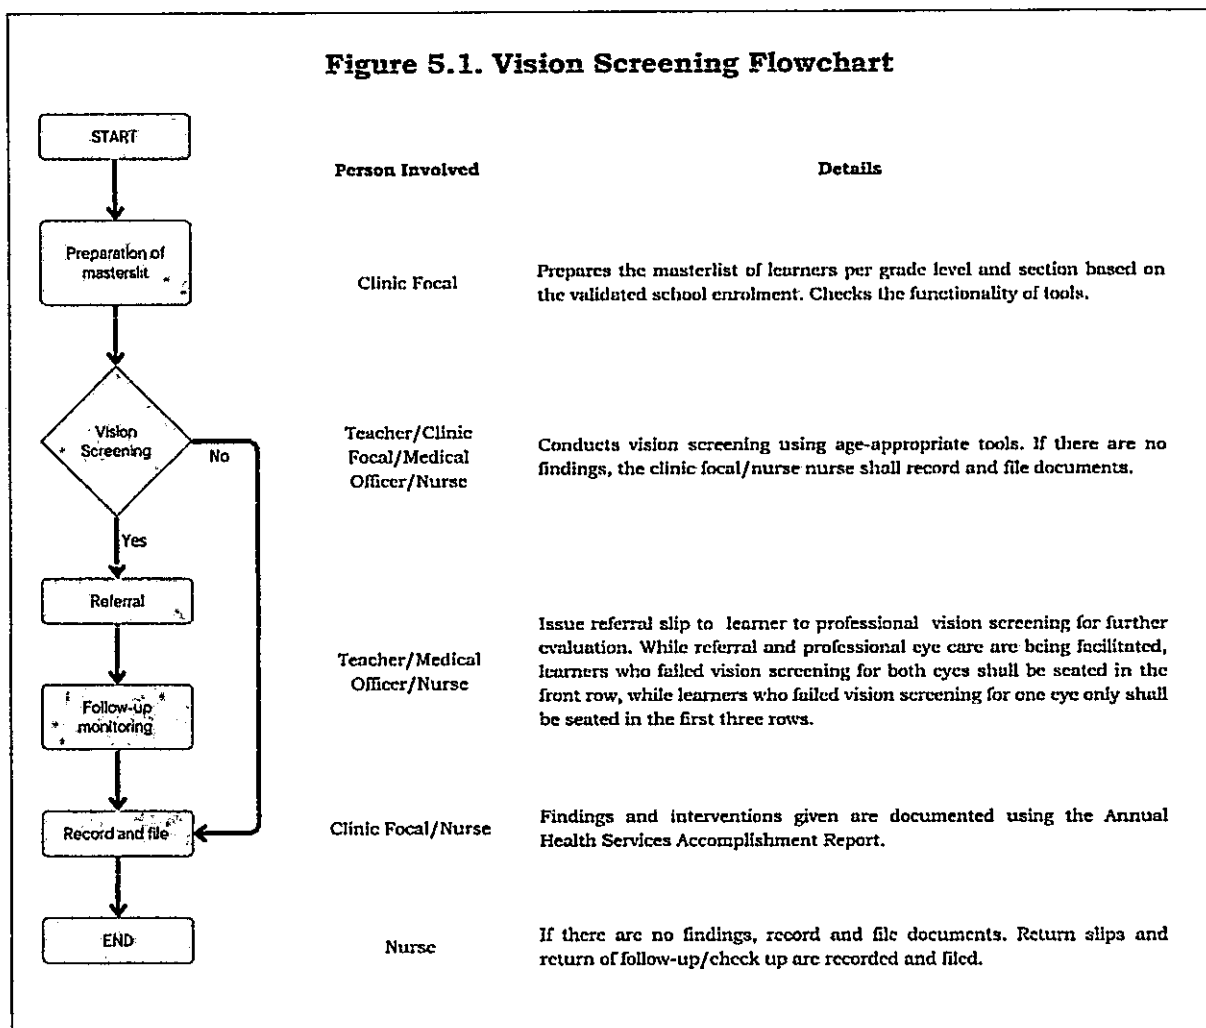 Figure 5.1. Vision Screening Flowchart
START
Person Involved
Details
Preparation of
masterslit
Clinic Focal
Prepares the masterlist of learners per grade level and section based on
the validated school enrolment. Checks the functionality of tools.
Vision
Screening
No
Yes
Teacher/Clinic
Focal/Medical
Officer/Nurse
Conducts vision screening using age-appropriate tools. If there are no
findings, the clinic focal/nurse nurse shall record and file documents.
Referral
Follow-up
monitoring
Teacher/Medical
Officer/Nurse
Issue referral slip to learner to professional vision screening for further
evaluation. While referral and professional eye care are being facilitated,
learners who failed vision screening for both eyes shall be seated in the
front row, while learners who failed vision screening for one eye only shall
be seated in the first three rows.
Record and file
Clinic Focal/Nurse
Findings and interventions given are documented using the Annual
Health Services Accomplishment Report.
END
Nurse
If there are no findings, record and file documents. Return slips and
return of follow-up/check up are recorded and filed.